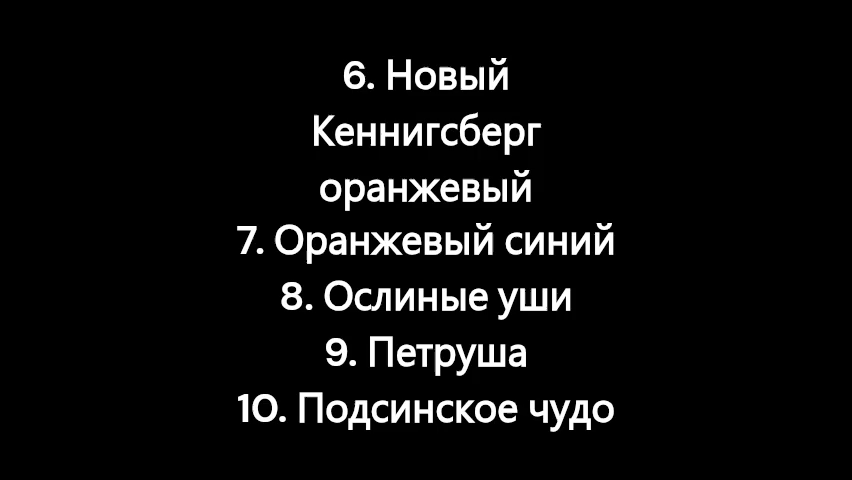 6. Новый
Кеннигсберг
оранжевый
7. Оранжевый синий
8. Ослиные уши
9. Петруша
10. Подсинское чудо